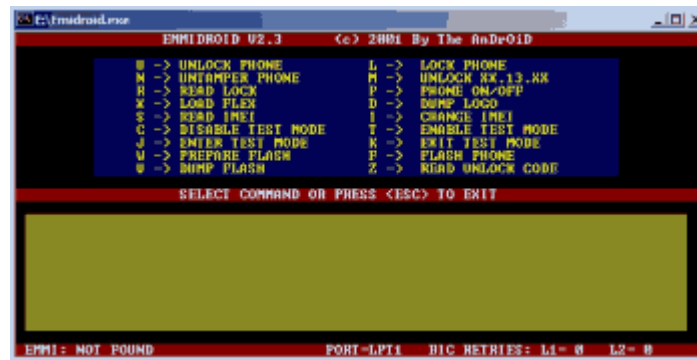 E:\Emidroid.exe
EMMIDROID V2.3 (c) 2001 By The AnDrOiD
U -> UNLOCK PHONE L -> LOCK PHONE
N -> UNTAMPER PHONE M -> UNLOCK XX.13.XX
R -> READ LOCK P -> PHONE ON/OFF
X -> LOAD FLEX D -> DUMP LOGO
S -> READ IMEI I -> CHANGE IMEI
C -> DISABLE TEST MODE T -> ENABLE TEST MODE
J -> ENTER TEST MODE K -> EXIT TEST MODE
W -> PREPARE FLASH F -> FLASH PHONE
-> DUMP FLASH Z -> READ UNLOCK CODE
SELECT COMMAND OR PRESS <ESC> TO EXIT
EMMI: NOT FOUND PORT-LPT1 BIC RETRIES: L1- 0 L2- 0